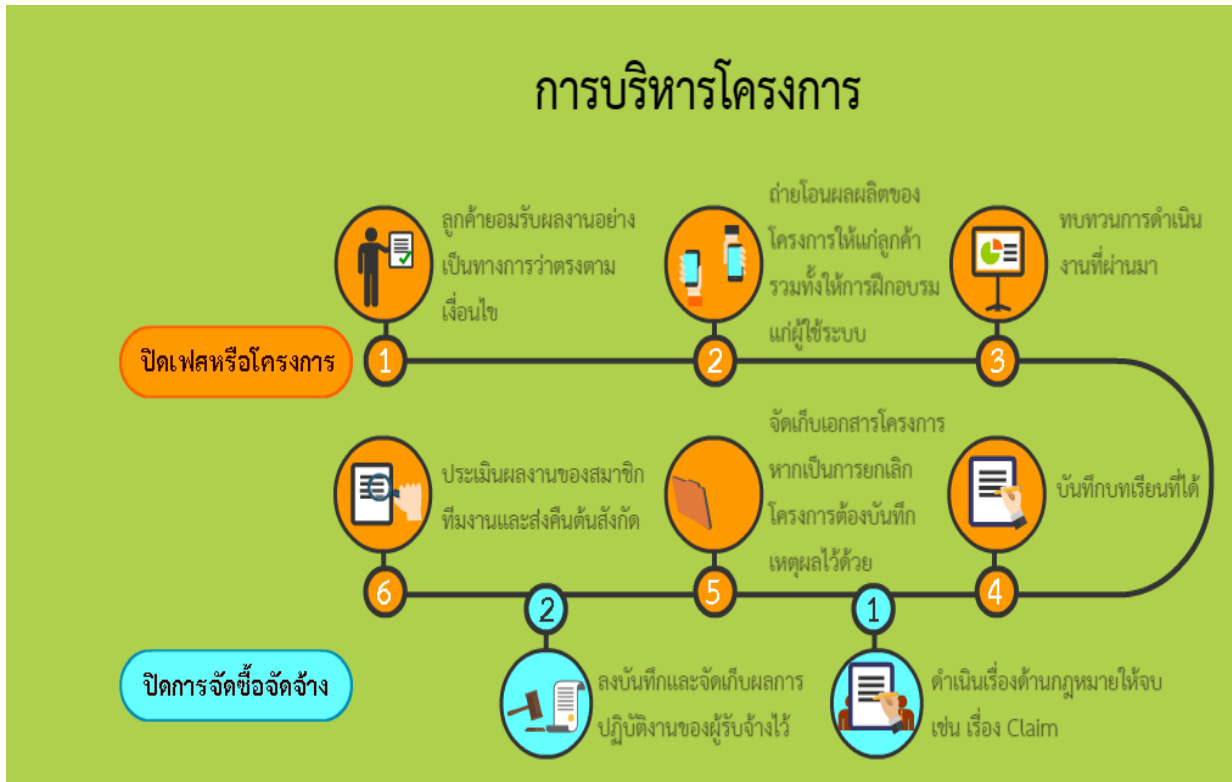 การบริหารโครงการ
ลูกค้ายอมรับผลงานอย่าง
เป็นทางการว่าตรงตาม
เงื่อนไข
ถ่ายโอนผลผลิตของ
โครงการให้แก่ลูกค้า
รวมทั้งให้การฝึกอบรม
แก่ผู้ใช้ระบบ
ทบทวนการดำเนิน
งานที่ผ่านมา
ปิดเฟสหรือโครงการ
1
2
3
บันทึกบทเรียนที่ได้
จัดเก็บเอกสารโครงการ
หากเป็นการยกเลิก
โครงการต้องบันทึก
เหตุผลไว้ด้วย
ประเมินผลงานของสมาชิก
ทีมงานและส่งคืนต้นสังกัด
4
5
6
ปิดการจัดซื้อจัดจ้าง
1
ดำเนินเรื่องด้านกฎหมายให้จบ
เช่น เรื่อง Claim
2
ลงบันทึกและจัดเก็บผลการ
ปฏิบัติงานของผู้รับจ้างไว้